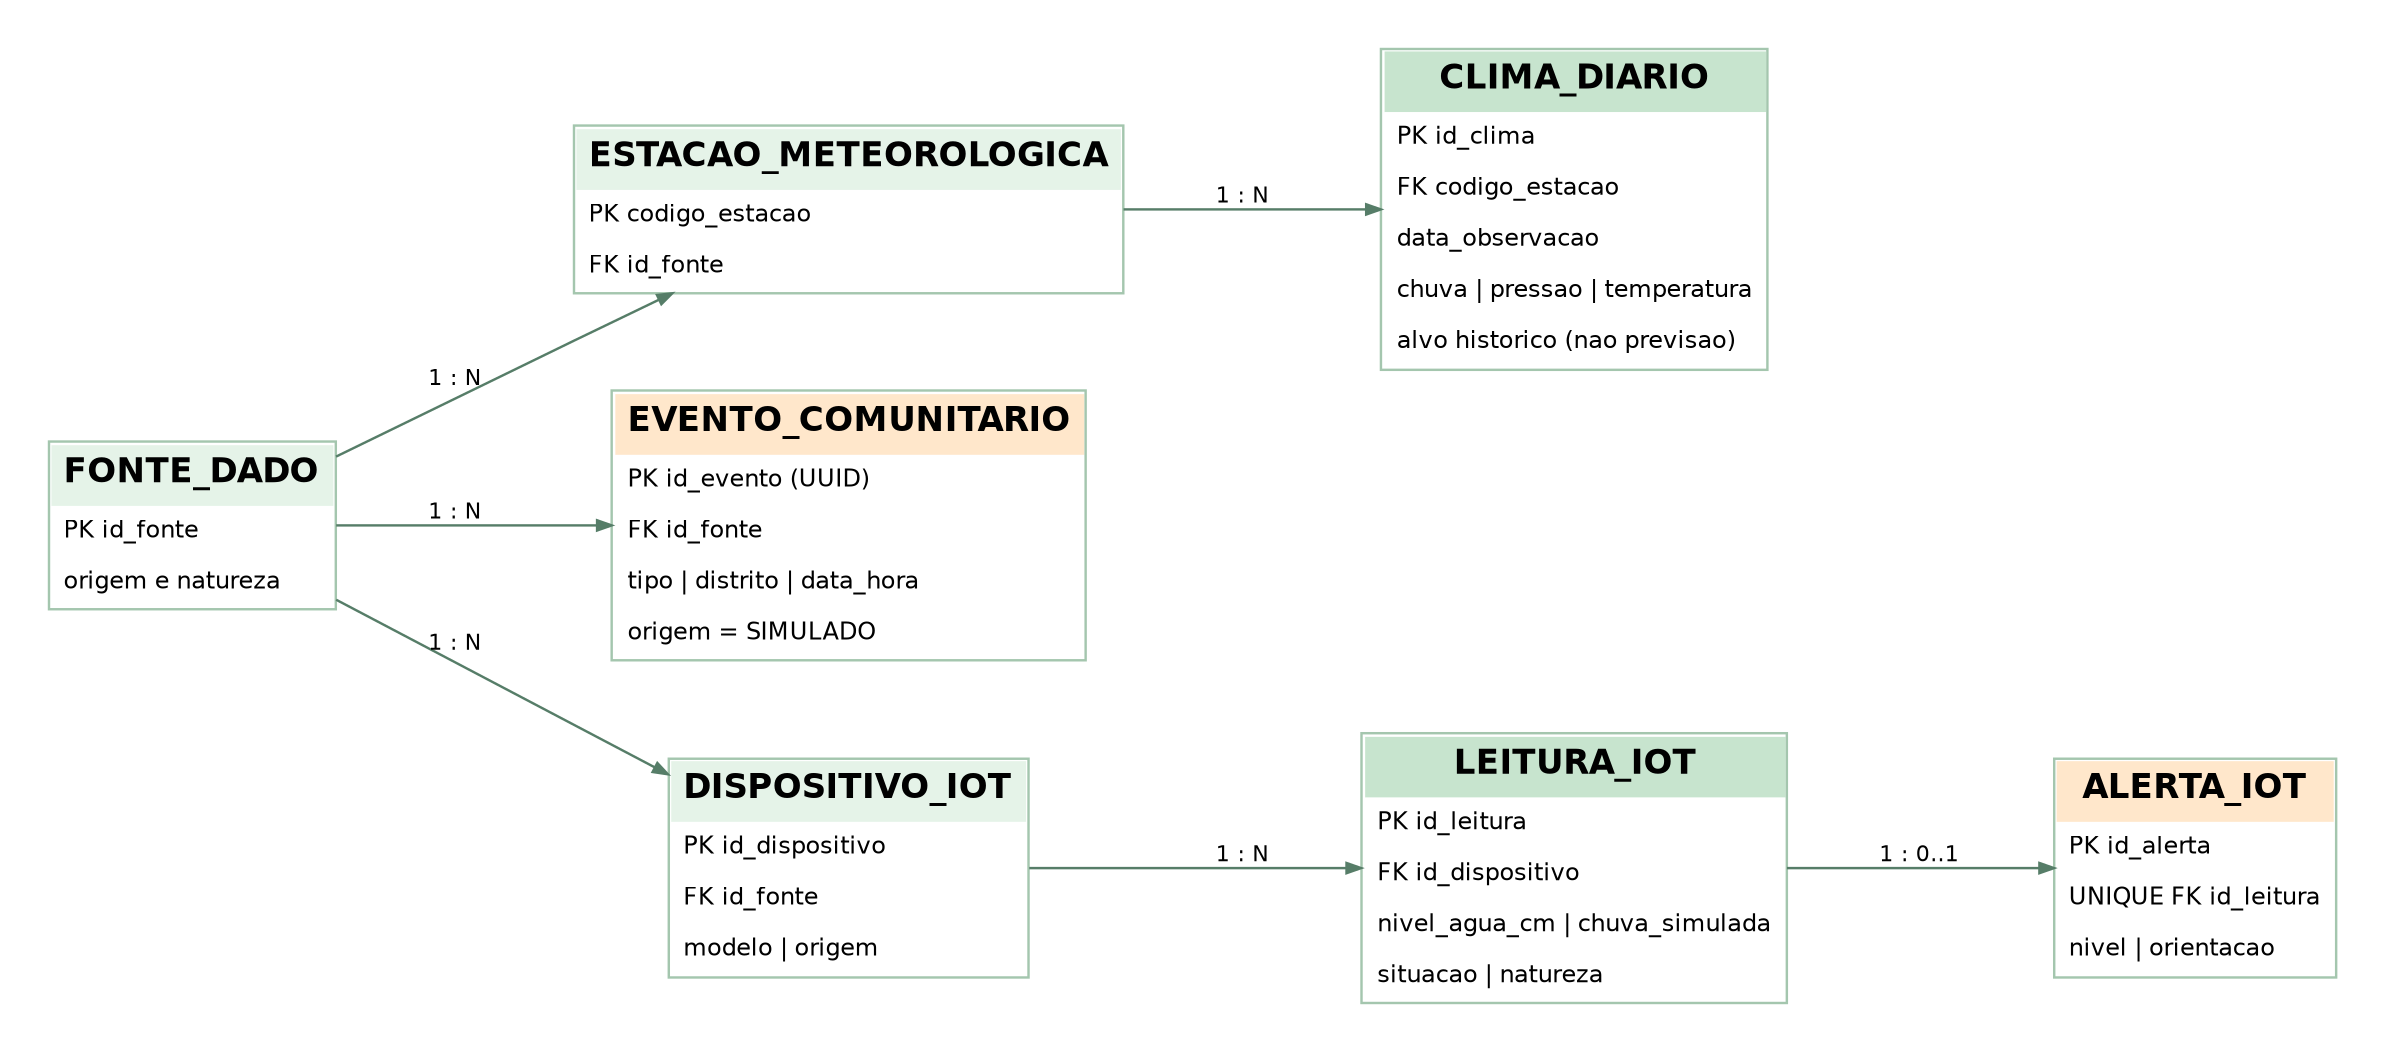 FONTE_DADO
PK id_fonte
origem e natureza
1 : N
1 : N
1 : N
ESTACAO_METEOROLOGICA
PK codigo_estacao
FK id_fonte
1 : N
CLIMA_DIARIO
PK id_clima
FK codigo_estacao
data_observacao
chuva | pressao | temperatura
alvo historico (nao previsao)
EVENTO_COMUNITARIO
PK id_evento (UUID)
FK id_fonte
tipo | distrito | data_hora
origem = SIMULADO
DISPOSITIVO_IOT
PK id_dispositivo
FK id_fonte
modelo | origem
1 : N
LEITURA_IOT
PK id_leitura
FK id_dispositivo
nivel_agua_cm | chuva_simulada
situacao | natureza
1 : 0..1
ALERTA_IOT
PK id_alerta
UNIQUE FK id_leitura
nivel | orientacao